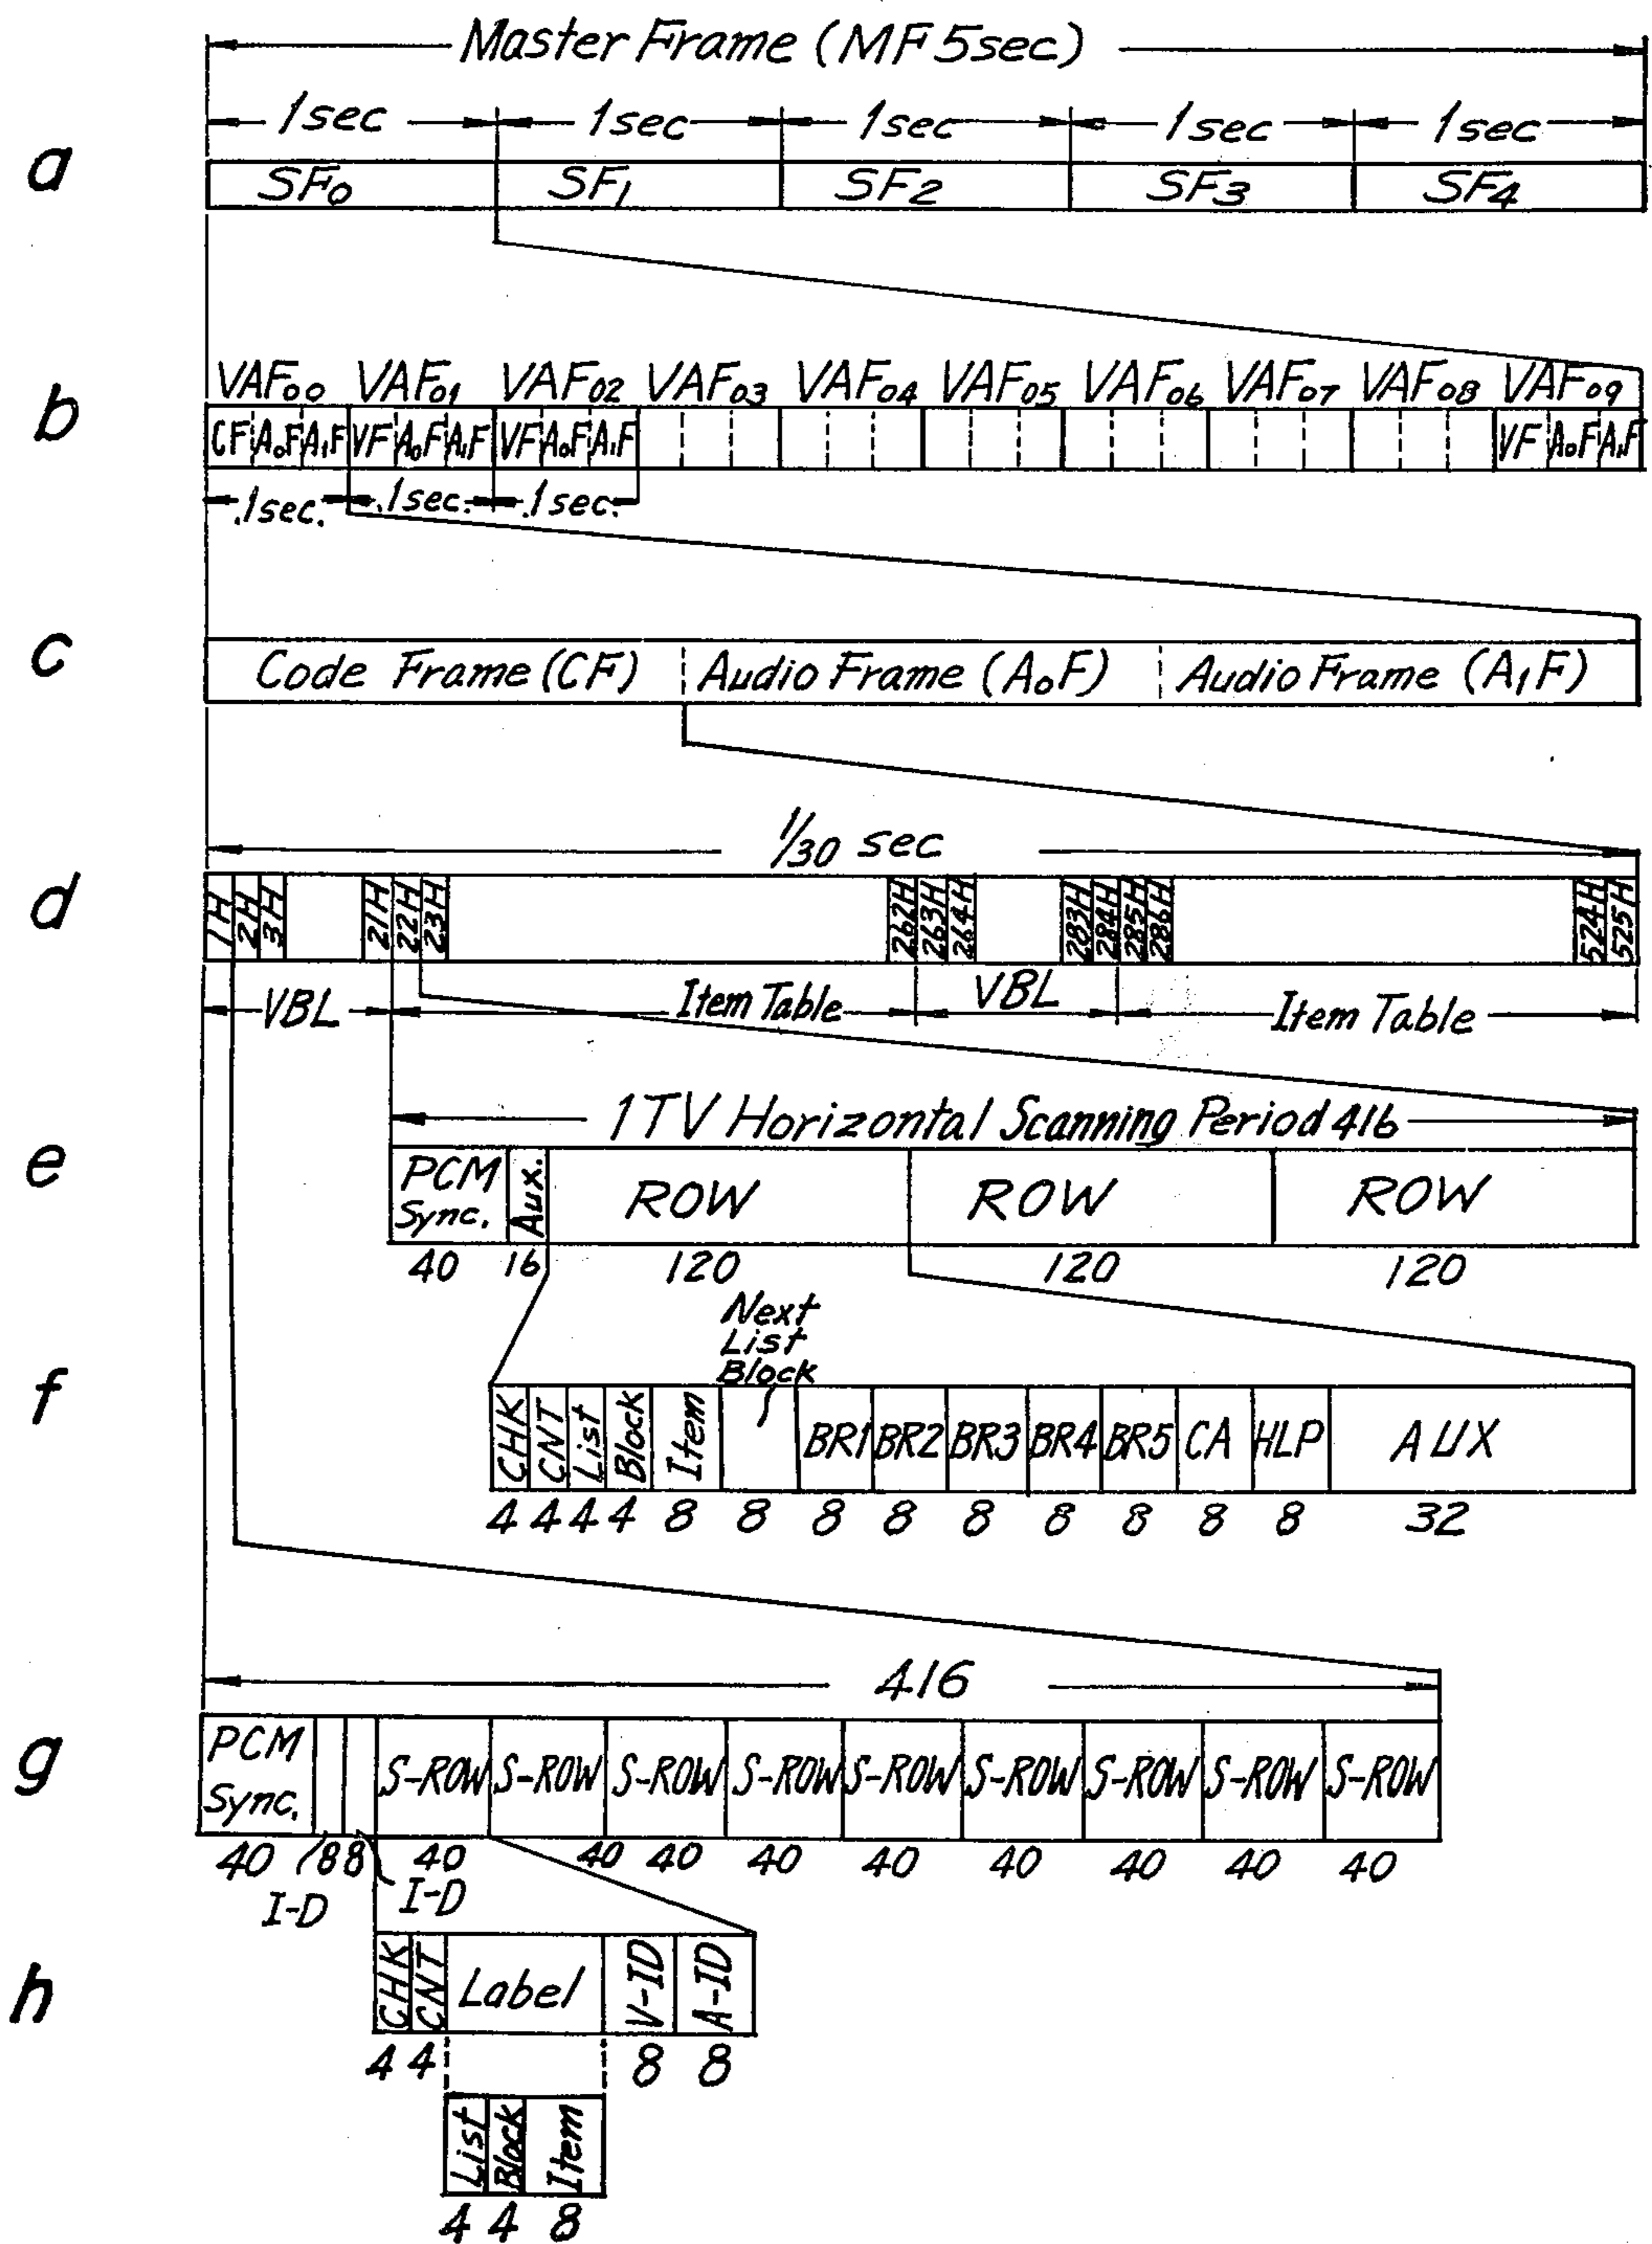 Master Frame (MF 5sec)
1sec 1sec 1sec 1sec 1sec
a
SF0 SF1 SF2 SF3 SF4
VAF00 VAF01 VAF02 VAF03 VAF04 VAF05 VAF06 VAF07 VAF08 VAF09
b
CF A0F A1F VF A0F A1F VF A0F A1F VF A0F A1F
.1sec. .1sec. .1sec.
c
Code Frame (CF) Audio Frame (A0F) Audio Frame (A1F)
1/30 sec
d
1H 2H 3H 21H 22H 23H 262H 263H 264H 283H 284H 285H 286H 524H 525H
VBL Item Table VBL Item Table
1TV Horizontal Scanning Period 416
e
PCM Sync. Aux. ROW ROW ROW
40 16 120 120 120
Next
List
Block
f
CHK CNT List Block Item BR1 BR2 BR3 BR4 BR5 CA HLP AUX
4 4 4 4 8 8 8 8 8 8 8 8 8 32
416
g
PCM Sync. S-ROW S-ROW S-ROW S-ROW S-ROW S-ROW S-ROW S-ROW S-ROW
40 8 8 40 40 40 40 40 40 40 40 40
I-D I-D
h
CHK CNT Label V-ID A-ID
4 4 8 8
List Block Item
4 4 8